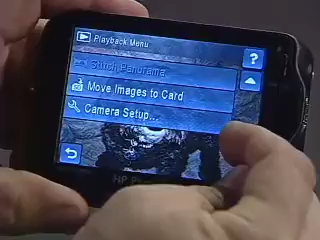 Playback Menu
?
Stitch Panorama
Move Images to Card
Camera Setup...
HP